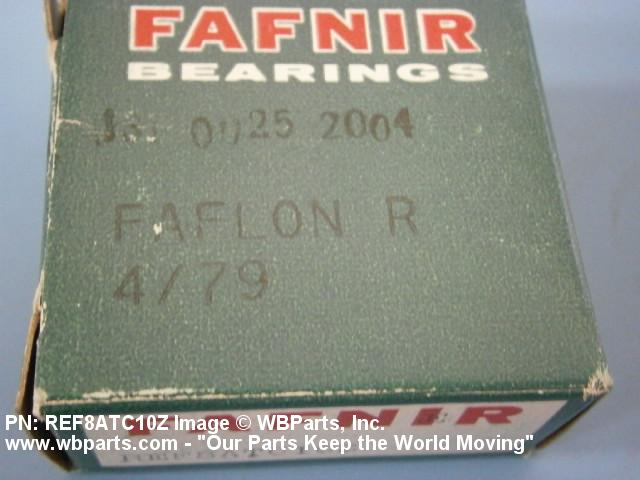 FAFNIR
BEARINGS
0025 2004
FAFLON R
4/79
FAFNIR
PN: REF8ATC10Z Image © WBParts, Inc.
www.wbparts.com - "Our Parts Keep the World Moving"